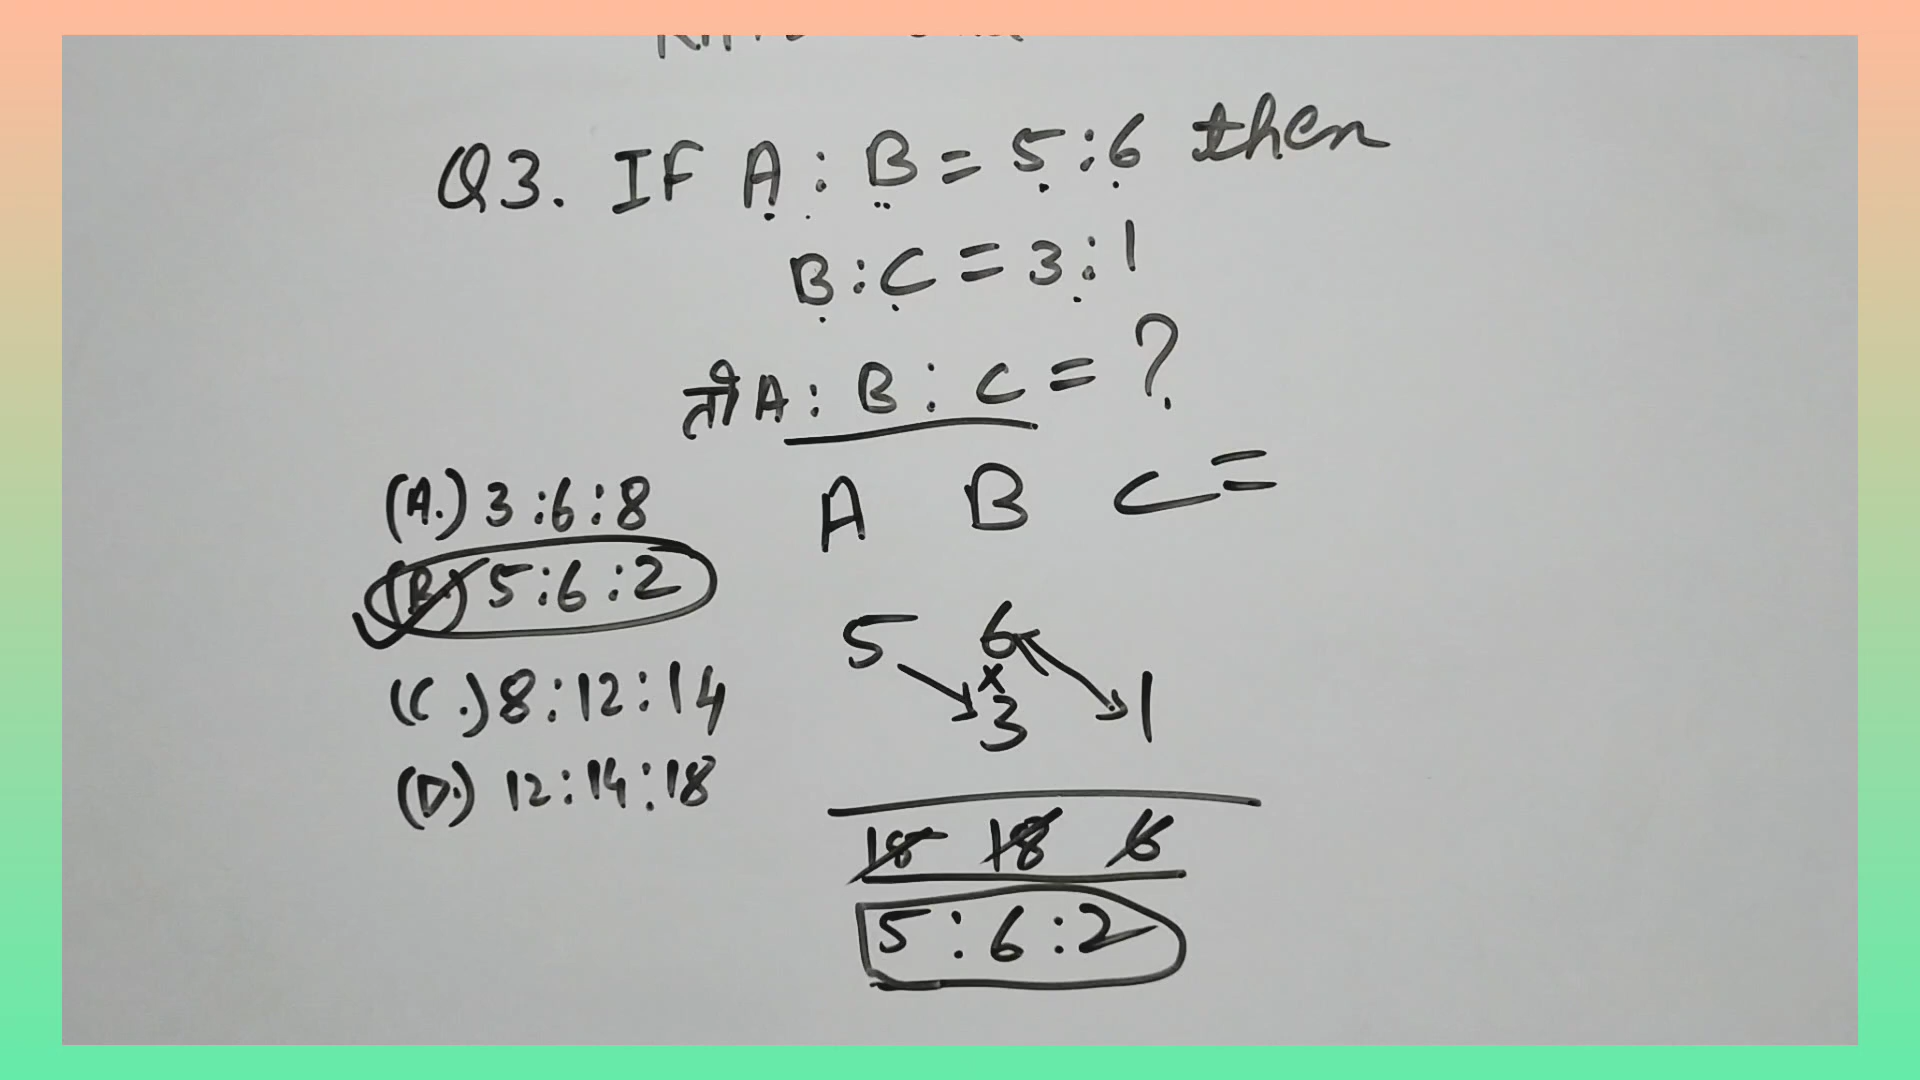 Q3. IF A : B = 5 : 6 then
B : C = 3 : 1
तो A : B : C = ?
(A.) 3 : 6 : 8
(B.) 5 : 6 : 2
(C.) 8 : 12 : 14
(D.) 12 : 14 : 18
A B C =
5 6
x
3 1
18 18 6
5 : 6 : 2